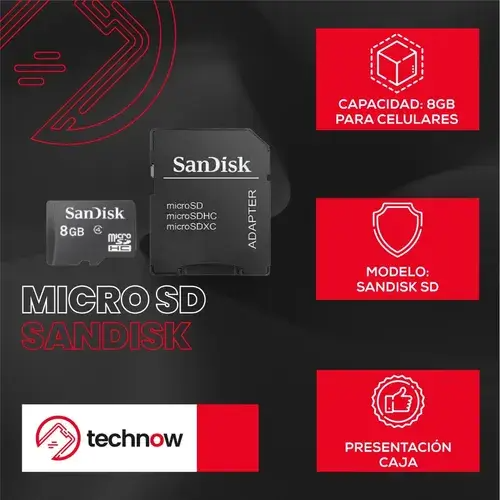 SanDisk
8GB
4
micro
SD
HC
SanDisk
microSD
microSDHC
microSDXC
ADAPTER
MICRO SD
SANDISK
technow
CAPACIDAD: 8GB
PARA CELULARES
MODELO:
SANDISK SD
PRESENTACIÓN
CAJA